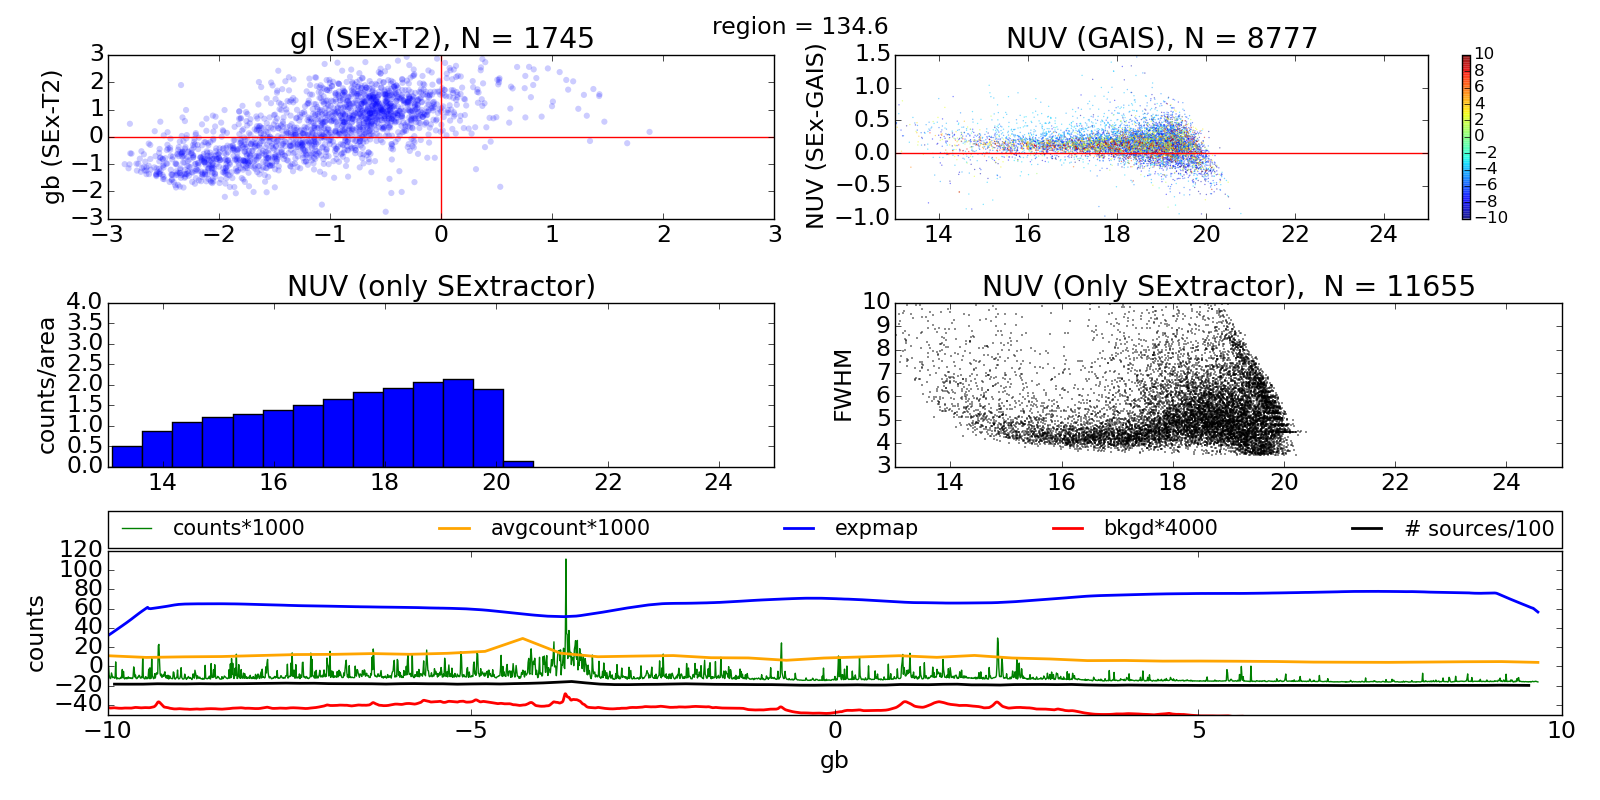 region = 134.6
gl (SEx-T2), N = 1745
gb (SEx-T2)
3
2
1
0
−1
−2
−3
−3 −2 −1 0 1 2 3
NUV (GAIS), N = 8777
NUV (SEx-GAIS)
1.5
1.0
0.5
0.0
−0.5
−1.0
14 16 18 20 22 24
10
8
6
4
2
0
−2
−4
−6
−8
−10
NUV (only SExtractor)
counts/area
4.0
3.5
3.0
2.5
2.0
1.5
1.0
0.5
0.0
14 16 18 20 22 24
NUV (Only SExtractor), N = 11655
FWHM
10
9
8
7
6
5
4
3
14 16 18 20 22 24
counts*1000 avgcount*1000 expmap bkgd*4000 # sources/100
counts
120
100
80
60
40
20
0
−20
−40
−10 −5 0 5 10
gb